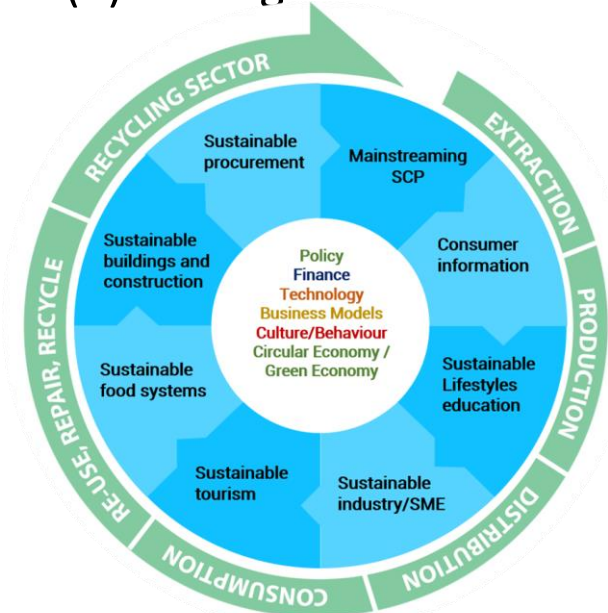 RECYCLING SECTOR
EXTRACTION
PRODUCTION
DISTRIBUTION
CONSUMPTION
RE-USE, REPAIR, RECYCLE
Sustainable
procurement
Mainstreaming
SCP
Consumer
information
Sustainable
Lifestyles
education
Sustainable
industry/SME
Sustainable
tourism
Sustainable
food systems
Sustainable
buildings and
construction
Policy
Finance
Technology
Business Models
Culture/Behaviour
Circular Economy /
Green Economy